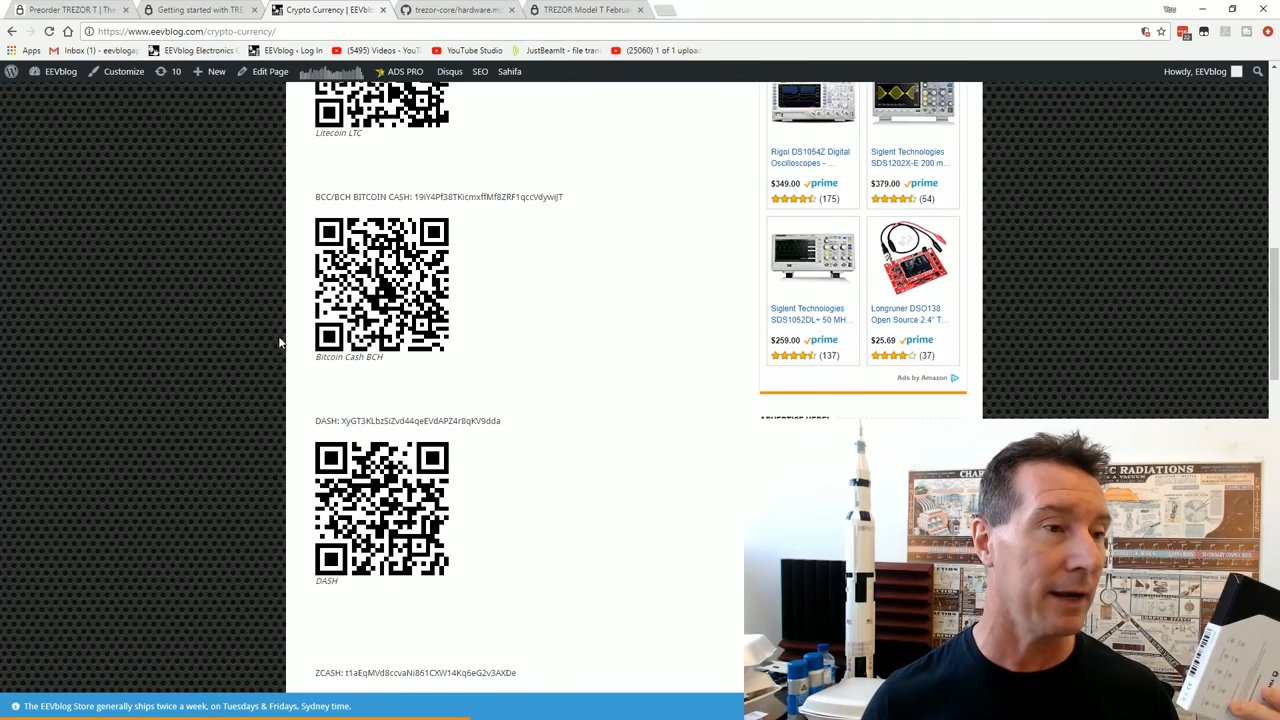 Preorder TREZOR T | The
Getting started with TRE
Crypto Currency | EEVblo
trezor-core/hardware.m
TREZOR Model T Februa
https://www.eevblog.com/crypto-currency/
Apps
Inbox (1) - eevblogap
EEVblog Electronics C
EEVblog ‹ Log In
(5495) Videos - YouT
YouTube Studio
JustBeamIt - file tran
(25060) 1 of 1 upload
EEVblog
Customize
10
New
Edit Page
ADS PRO
Disqus
SEO
Sahifa
Howdy, EEVblog
Litecoin LTC
BCC/BCH BITCOIN CASH: 19iY4Pf38TKicmxffMf8ZRF1qccVdywiJT
Bitcoin Cash BCH
DASH: XyGT3KLbzSiZvd44qeEVdAPZ4r8qKV9dda
DASH
ZCASH: t1aEqMVd8ccvaNi861CXW14Kq6eG2v3AXDe
Rigol DS1054Z Digital
Oscilloscopes - ...
$349.00 prime
(175)
Siglent Technologies
SDS1202X-E 200 m...
$379.00 prime
(54)
Siglent Technologies
SDS1052DL+ 50 MH...
$259.00 prime
(137)
Longruner DSO138
Open Source 2.4" T...
$25.69 prime
(37)
Ads by Amazon
ADVERTISE HERE!
RADIATIONS
The EEVblog Store generally ships twice a week, on Tuesdays & Fridays, Sydney time.